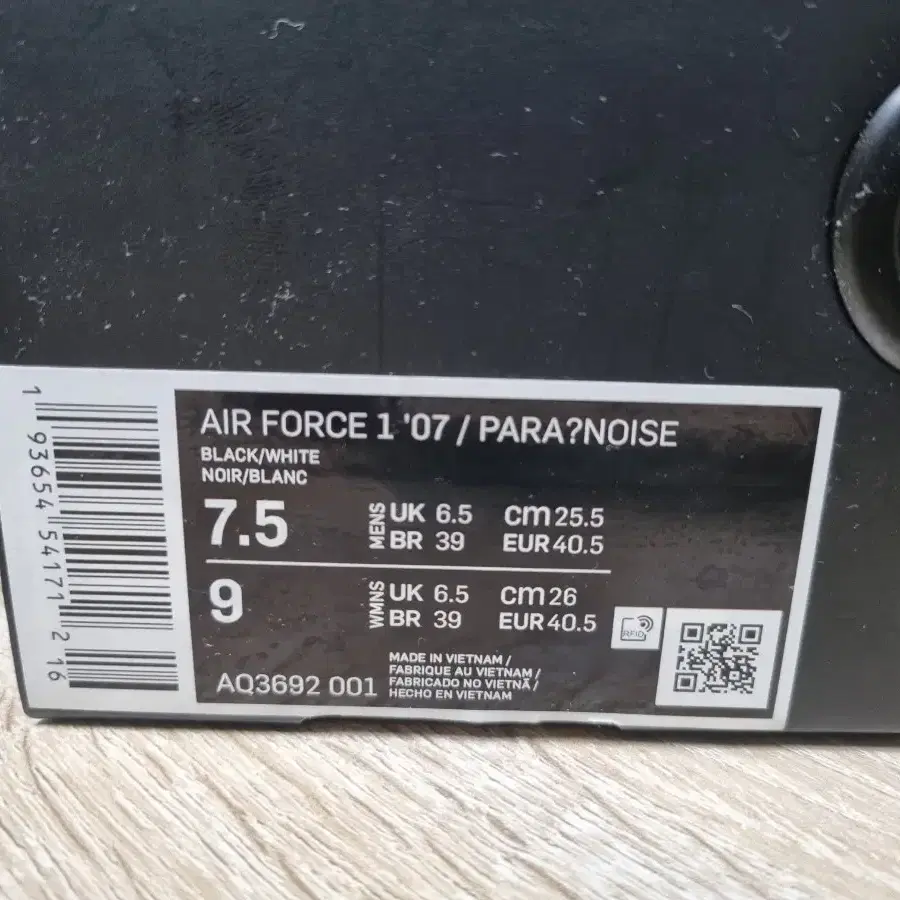 AIR FORCE 1 '07 / PARA?NOISE
BLACK/WHITE
NOIR/BLANC
7.5
MENS
UK 6.5 cm 25.5
BR 39 EUR 40.5
9
WMNS
UK 6.5 cm 26
BR 39 EUR 40.5
RFID
AQ3692 001
MADE IN VIETNAM /
FABRIQUE AU VIETNAM /
FABRICADO NO VIETNÃ /
HECHO EN VIETNAM
1 93654 54171 2 16